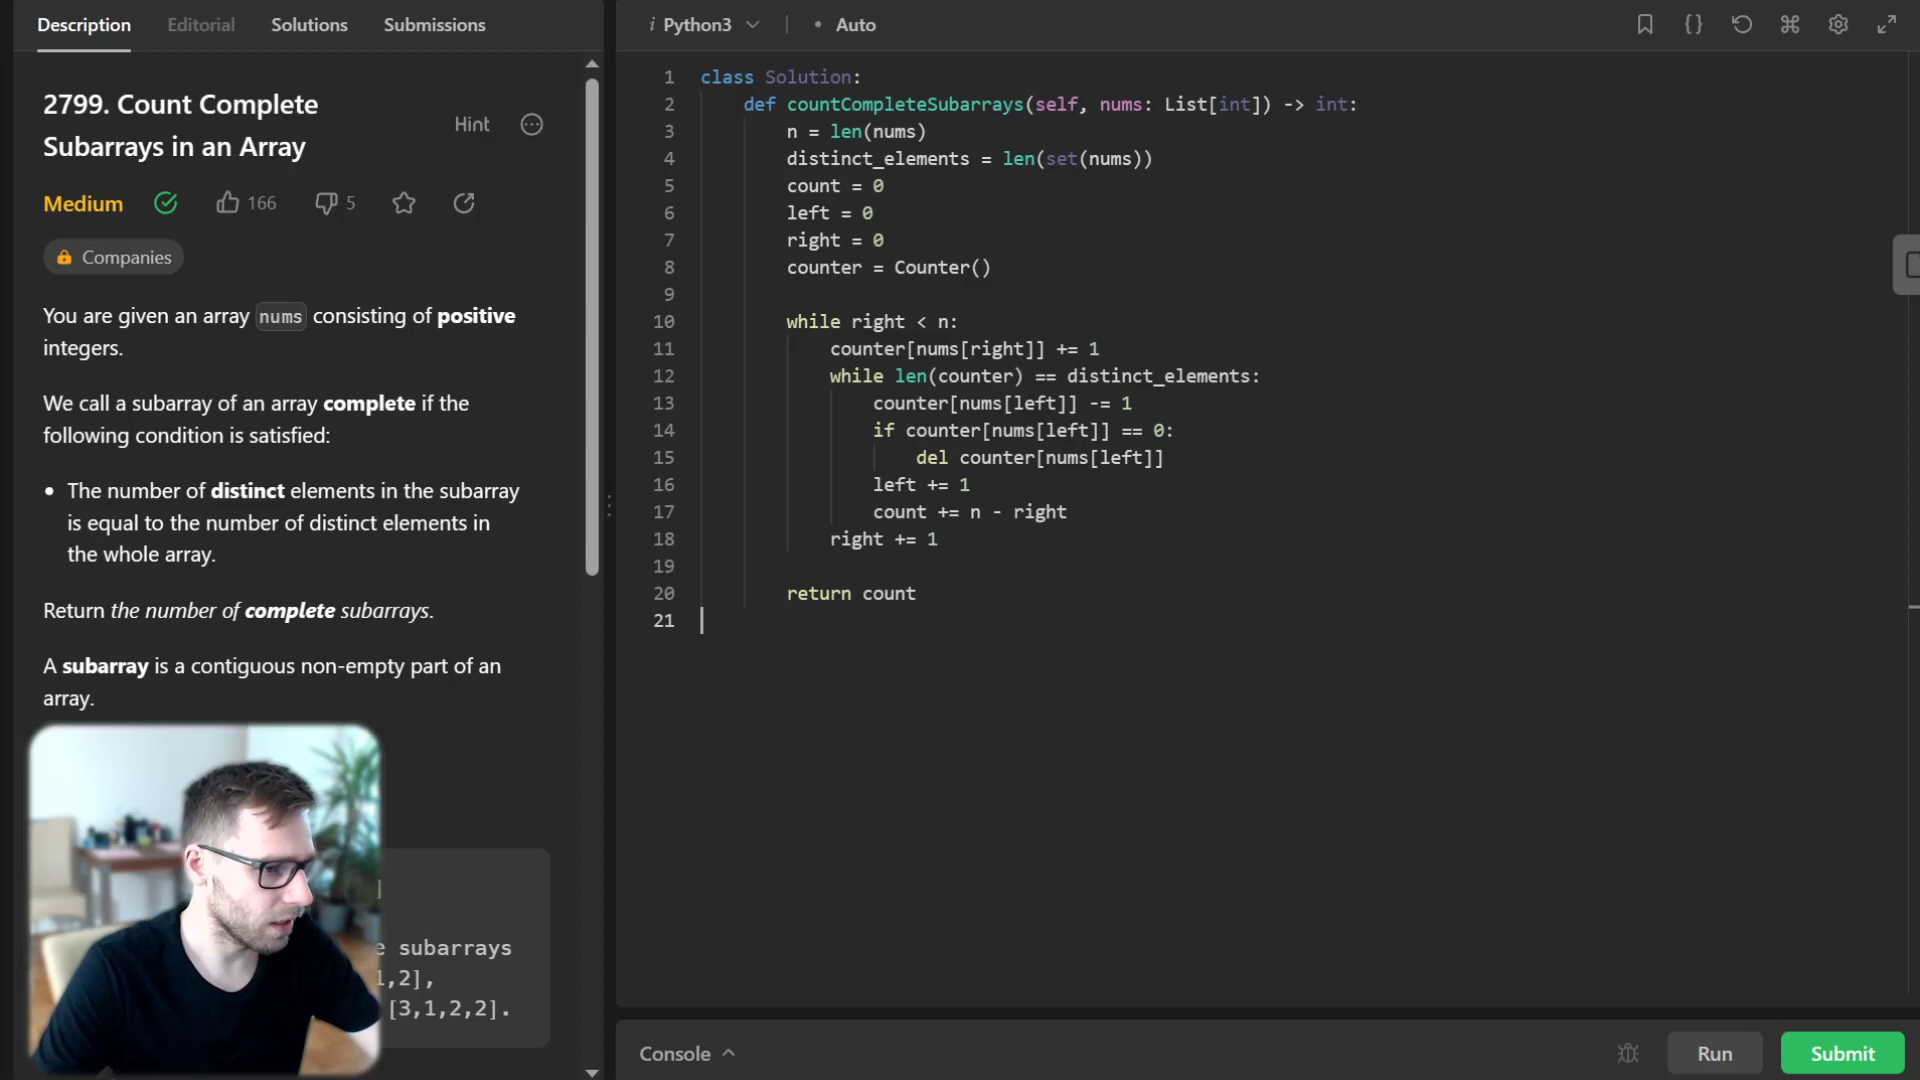 Description Editorial Solutions Submissions
2799. Count Complete
Subarrays in an Array
Hint
Medium 166 5
Companies
You are given an array nums consisting of positive
integers.
We call a subarray of an array complete if the
following condition is satisfied:
• The number of distinct elements in the subarray
is equal to the number of distinct elements in
the whole array.
Return the number of complete subarrays.
A subarray is a contiguous non-empty part of an
array.
]
subarrays
1,2],
[3,1,2,2].
i Python3 • Auto
{}
1 class Solution:
2 def countCompleteSubarrays(self, nums: List[int]) -> int:
3 n = len(nums)
4 distinct_elements = len(set(nums))
5 count = 0
6 left = 0
7 right = 0
8 counter = Counter()
9
10 while right < n:
11 counter[nums[right]] += 1
12 while len(counter) == distinct_elements:
13 counter[nums[left]] -= 1
14 if counter[nums[left]] == 0:
15 del counter[nums[left]]
16 left += 1
17 count += n - right
18 right += 1
19
20 return count
21
Console Run Submit